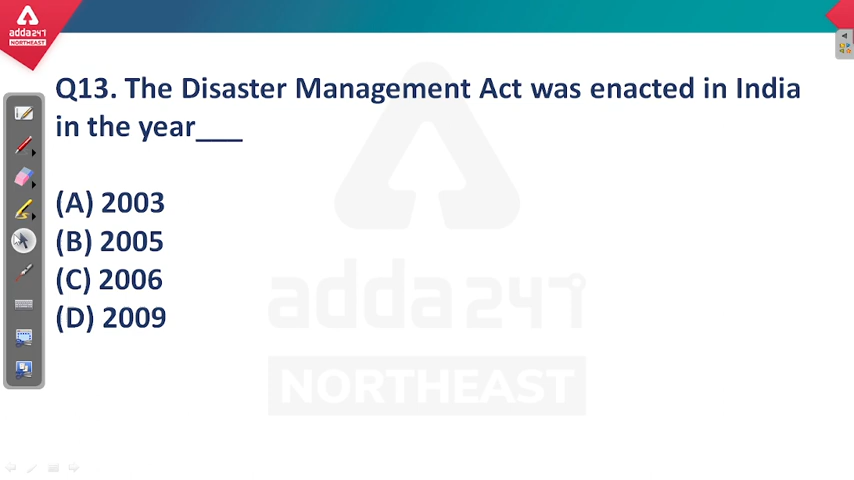 adda247
NORTHEAST
Q13. The Disaster Management Act was enacted in India
in the year___
(A) 2003
(B) 2005
(C) 2006
(D) 2009
adda247
NORTHEAST